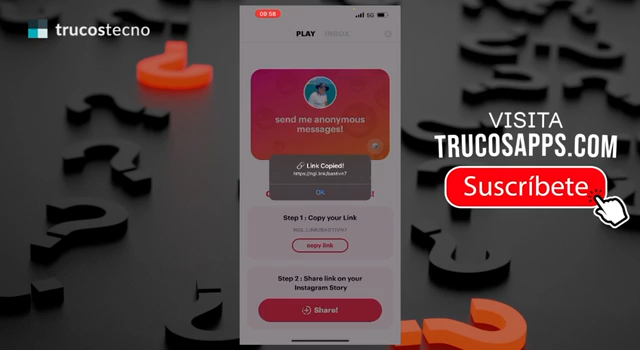 trucostecno
09:58
5G
PLAY INBOX
send me anonymous
messages!
Link Copied!
OK
Step 1 : Copy your Link
copy link
Step 2 : Share link on your
Instagram Story
Share!
VISITA
TRUCOSAPPS.COM
Suscríbete